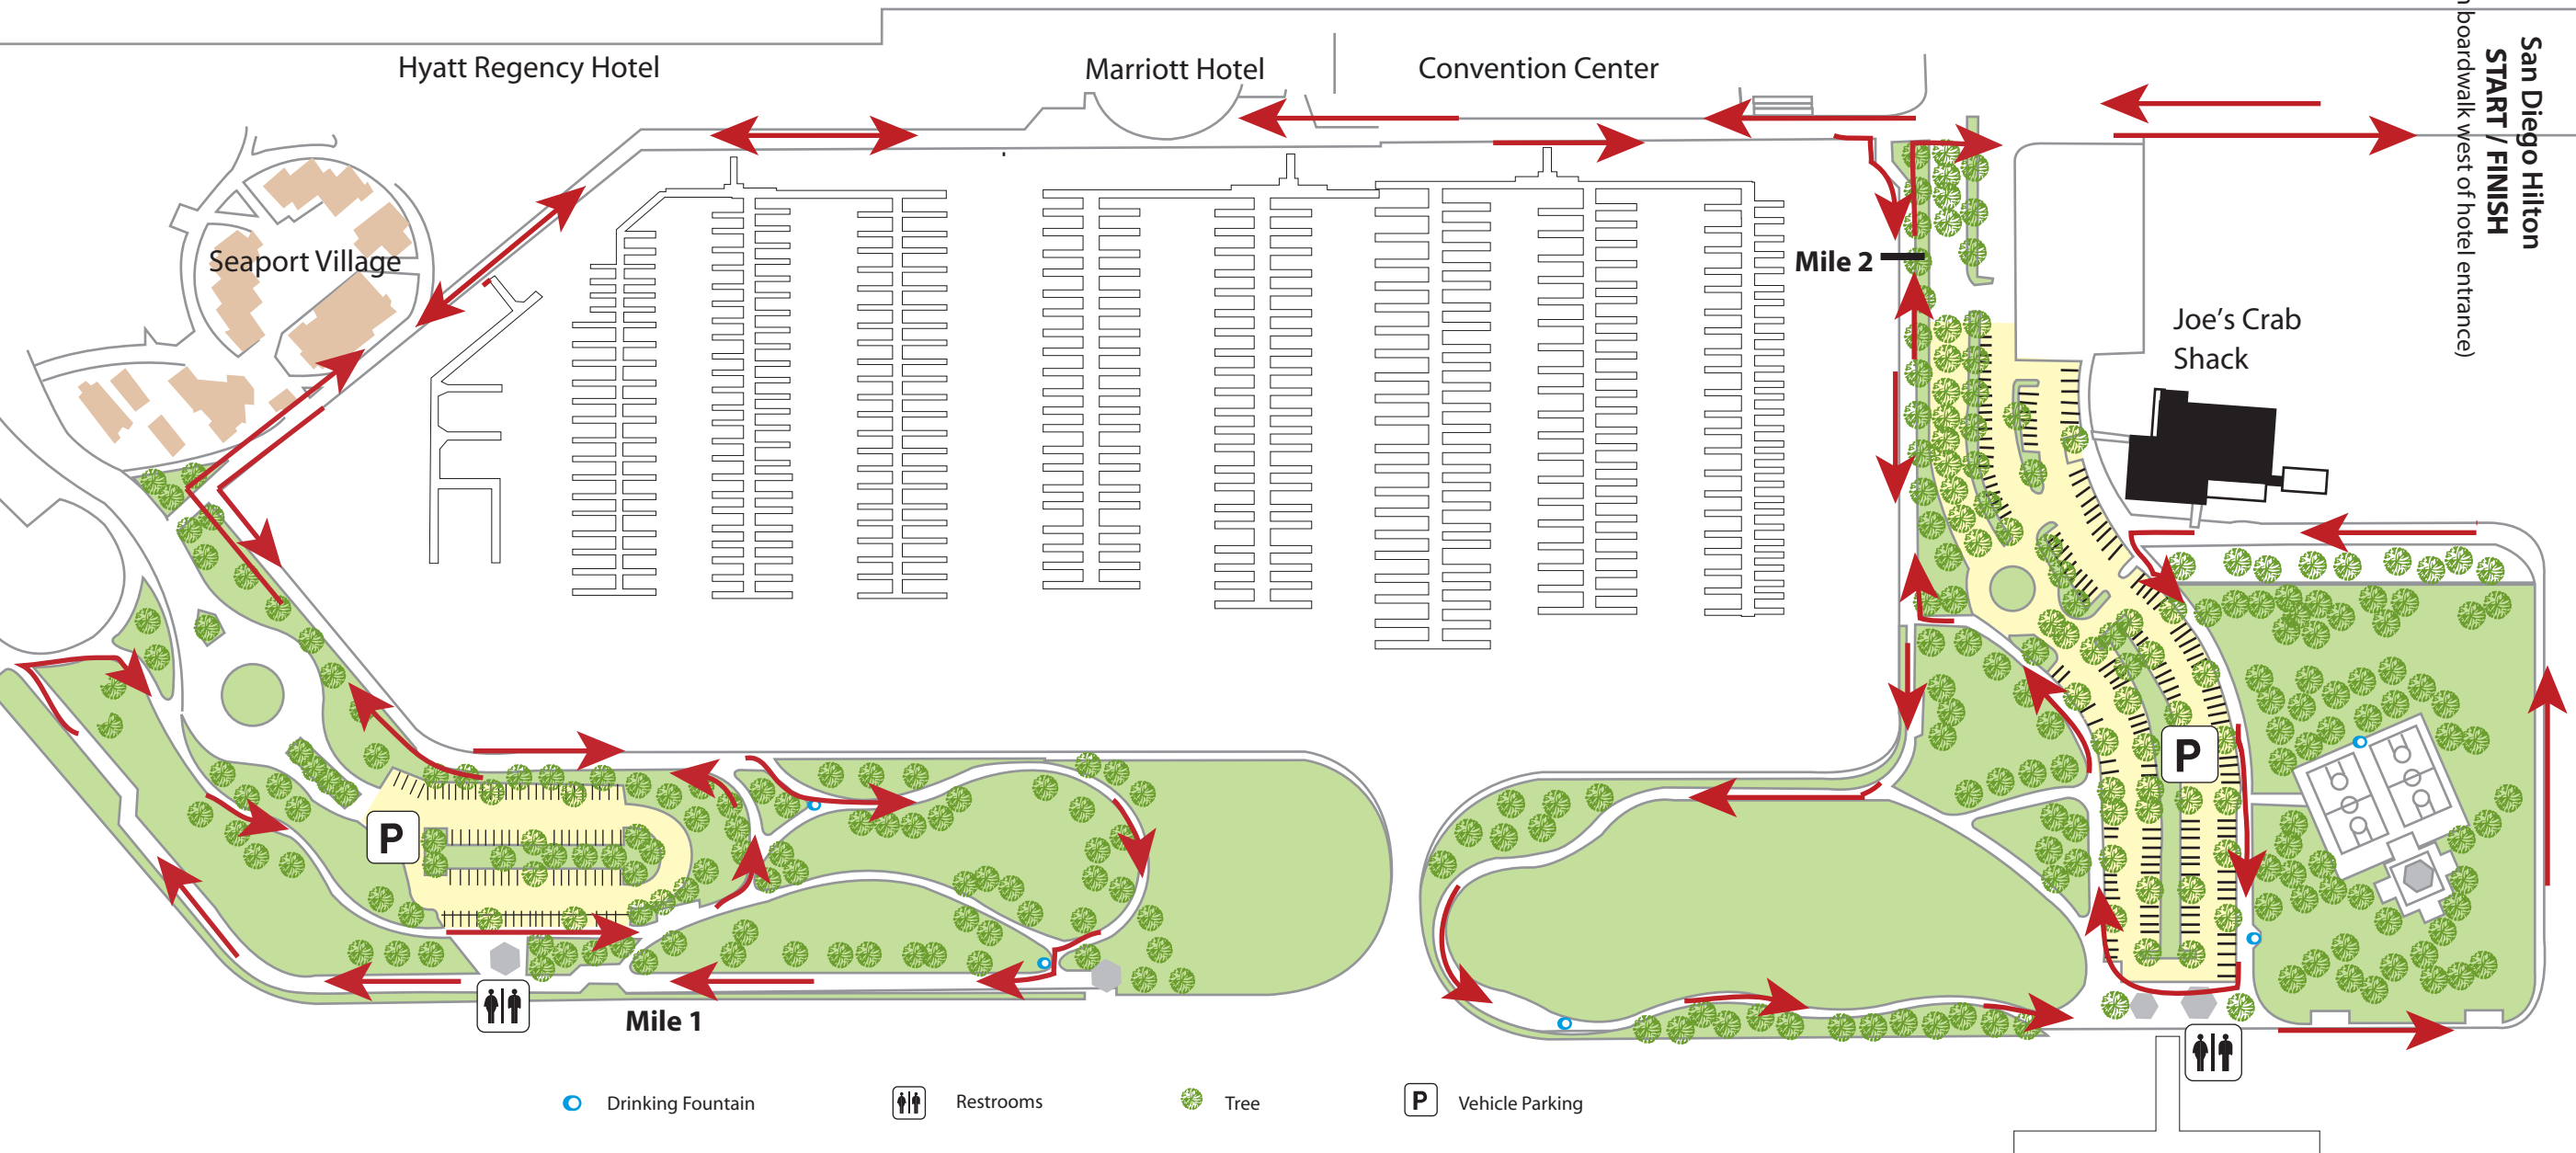 Hyatt Regency Hotel
Marriott Hotel
Convention Center
San Diego Hilton
START / FINISH
boardwalk west of hotel entrance)
Seaport Village
Mile 2
Joe's Crab
Shack
P
P
Mile 1
Drinking Fountain
Restrooms
Tree
P
Vehicle Parking